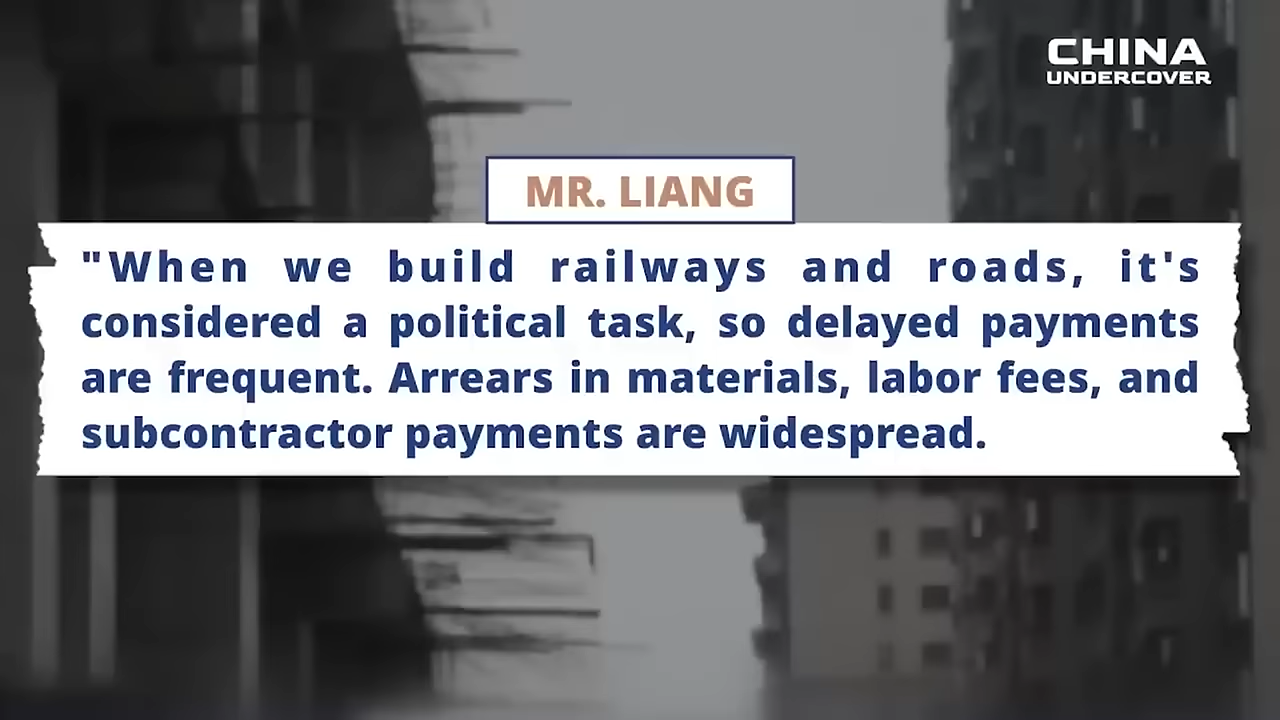 CHINA
UNDERCOVER
MR. LIANG
"When we build railways and roads, it's
considered a political task, so delayed payments
are frequent. Arrears in materials, labor fees, and
subcontractor payments are widespread.